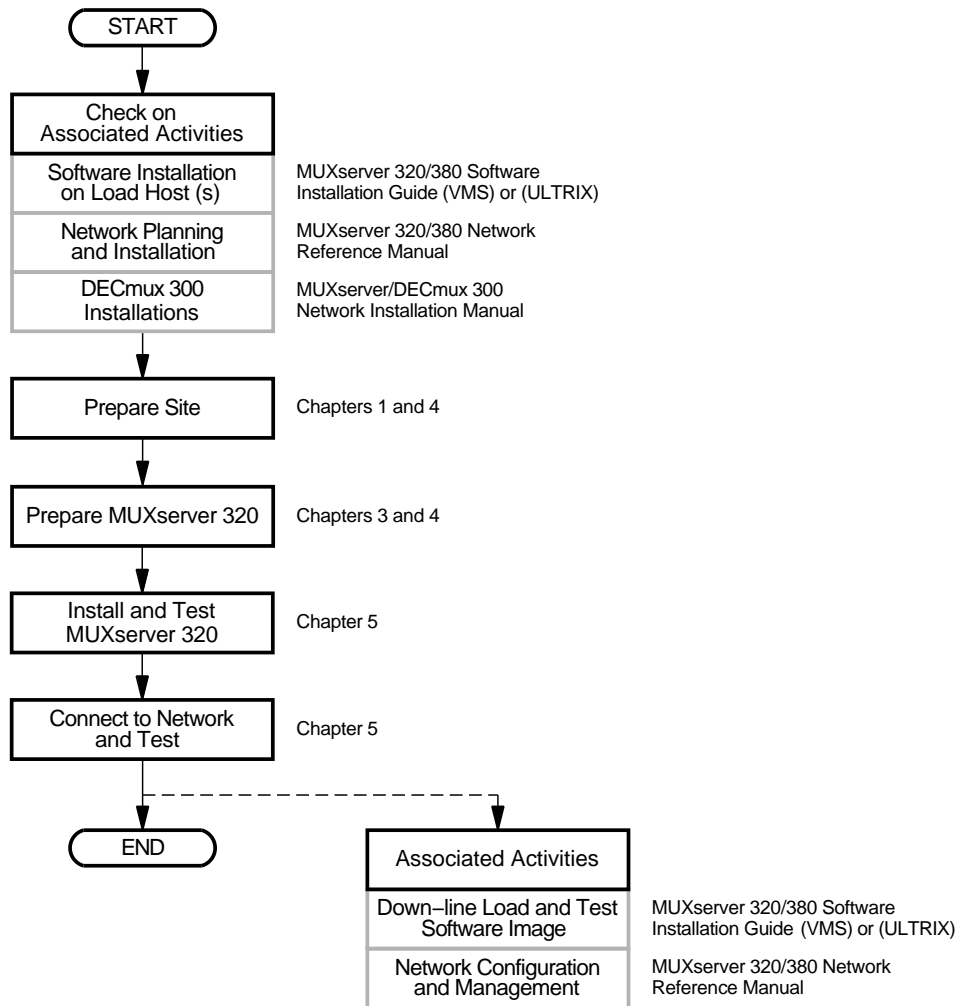 START
Check on
Associated Activities
Software Installation
on Load Host (s)
MUXserver 320/380 Software
Installation Guide (VMS) or (ULTRIX)
Network Planning
and Installation
MUXserver 320/380 Network
Reference Manual
DECmux 300
Installations
MUXserver/DECmux 300
Network Installation Manual
Prepare Site
Chapters 1 and 4
Prepare MUXserver 320
Chapters 3 and 4
Install and Test
MUXserver 320
Chapter 5
Connect to Network
and Test
Chapter 5
END
Associated Activities
Down–line Load and Test
Software Image
MUXserver 320/380 Software
Installation Guide (VMS) or (ULTRIX)
Network Configuration
and Management
MUXserver 320/380 Network
Reference Manual